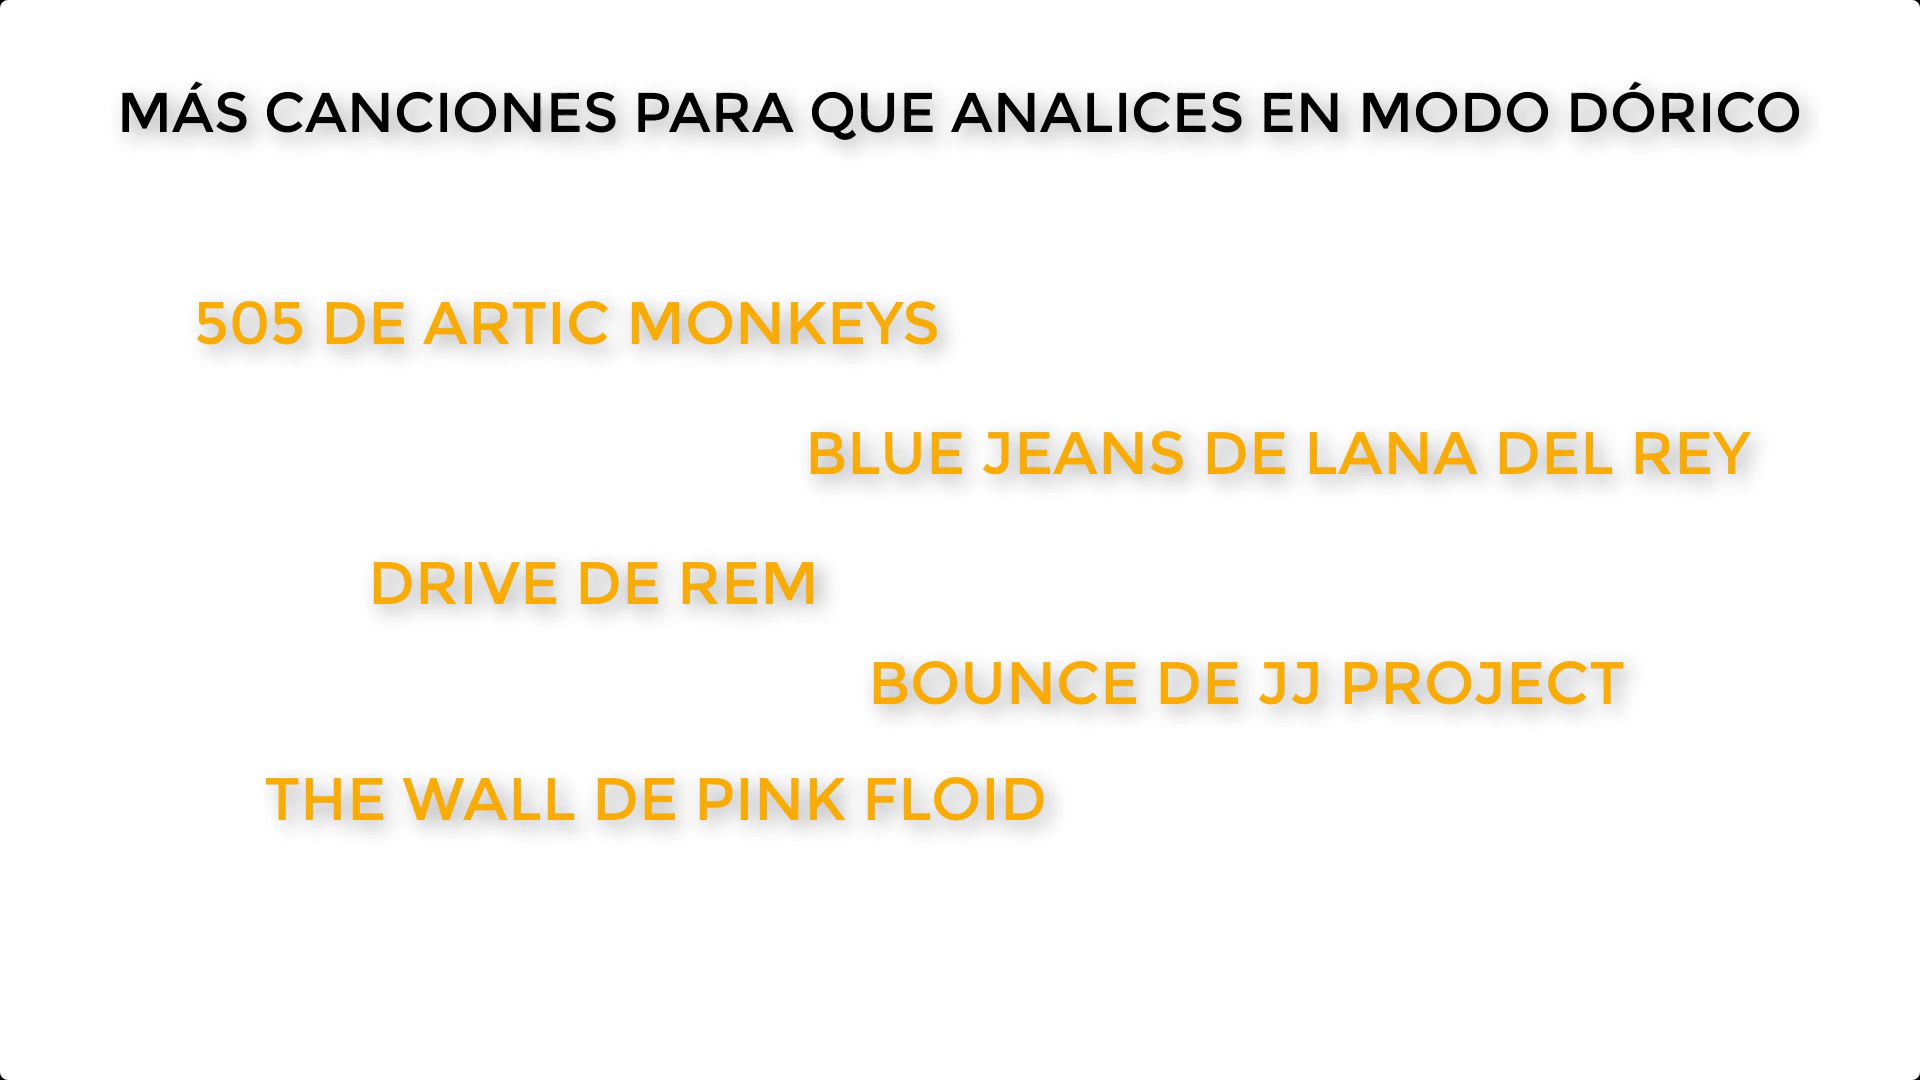 MÁS CANCIONES PARA QUE ANALICES EN MODO DÓRICO
505 DE ARTIC MONKEYS
BLUE JEANS DE LANA DEL REY
DRIVE DE REM
BOUNCE DE JJ PROJECT
THE WALL DE PINK FLOID